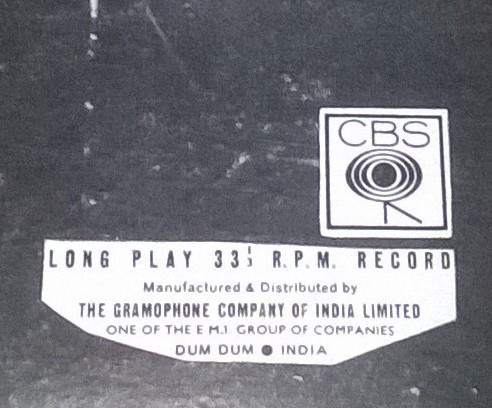 CBS
LONG PLAY 33⅓ R.P.M. RECORD
Manufactured & Distributed by
THE GRAMOPHONE COMPANY OF INDIA LIMITED
ONE OF THE E.M.I GROUP OF COMPANIES
DUM DUM ● INDIA